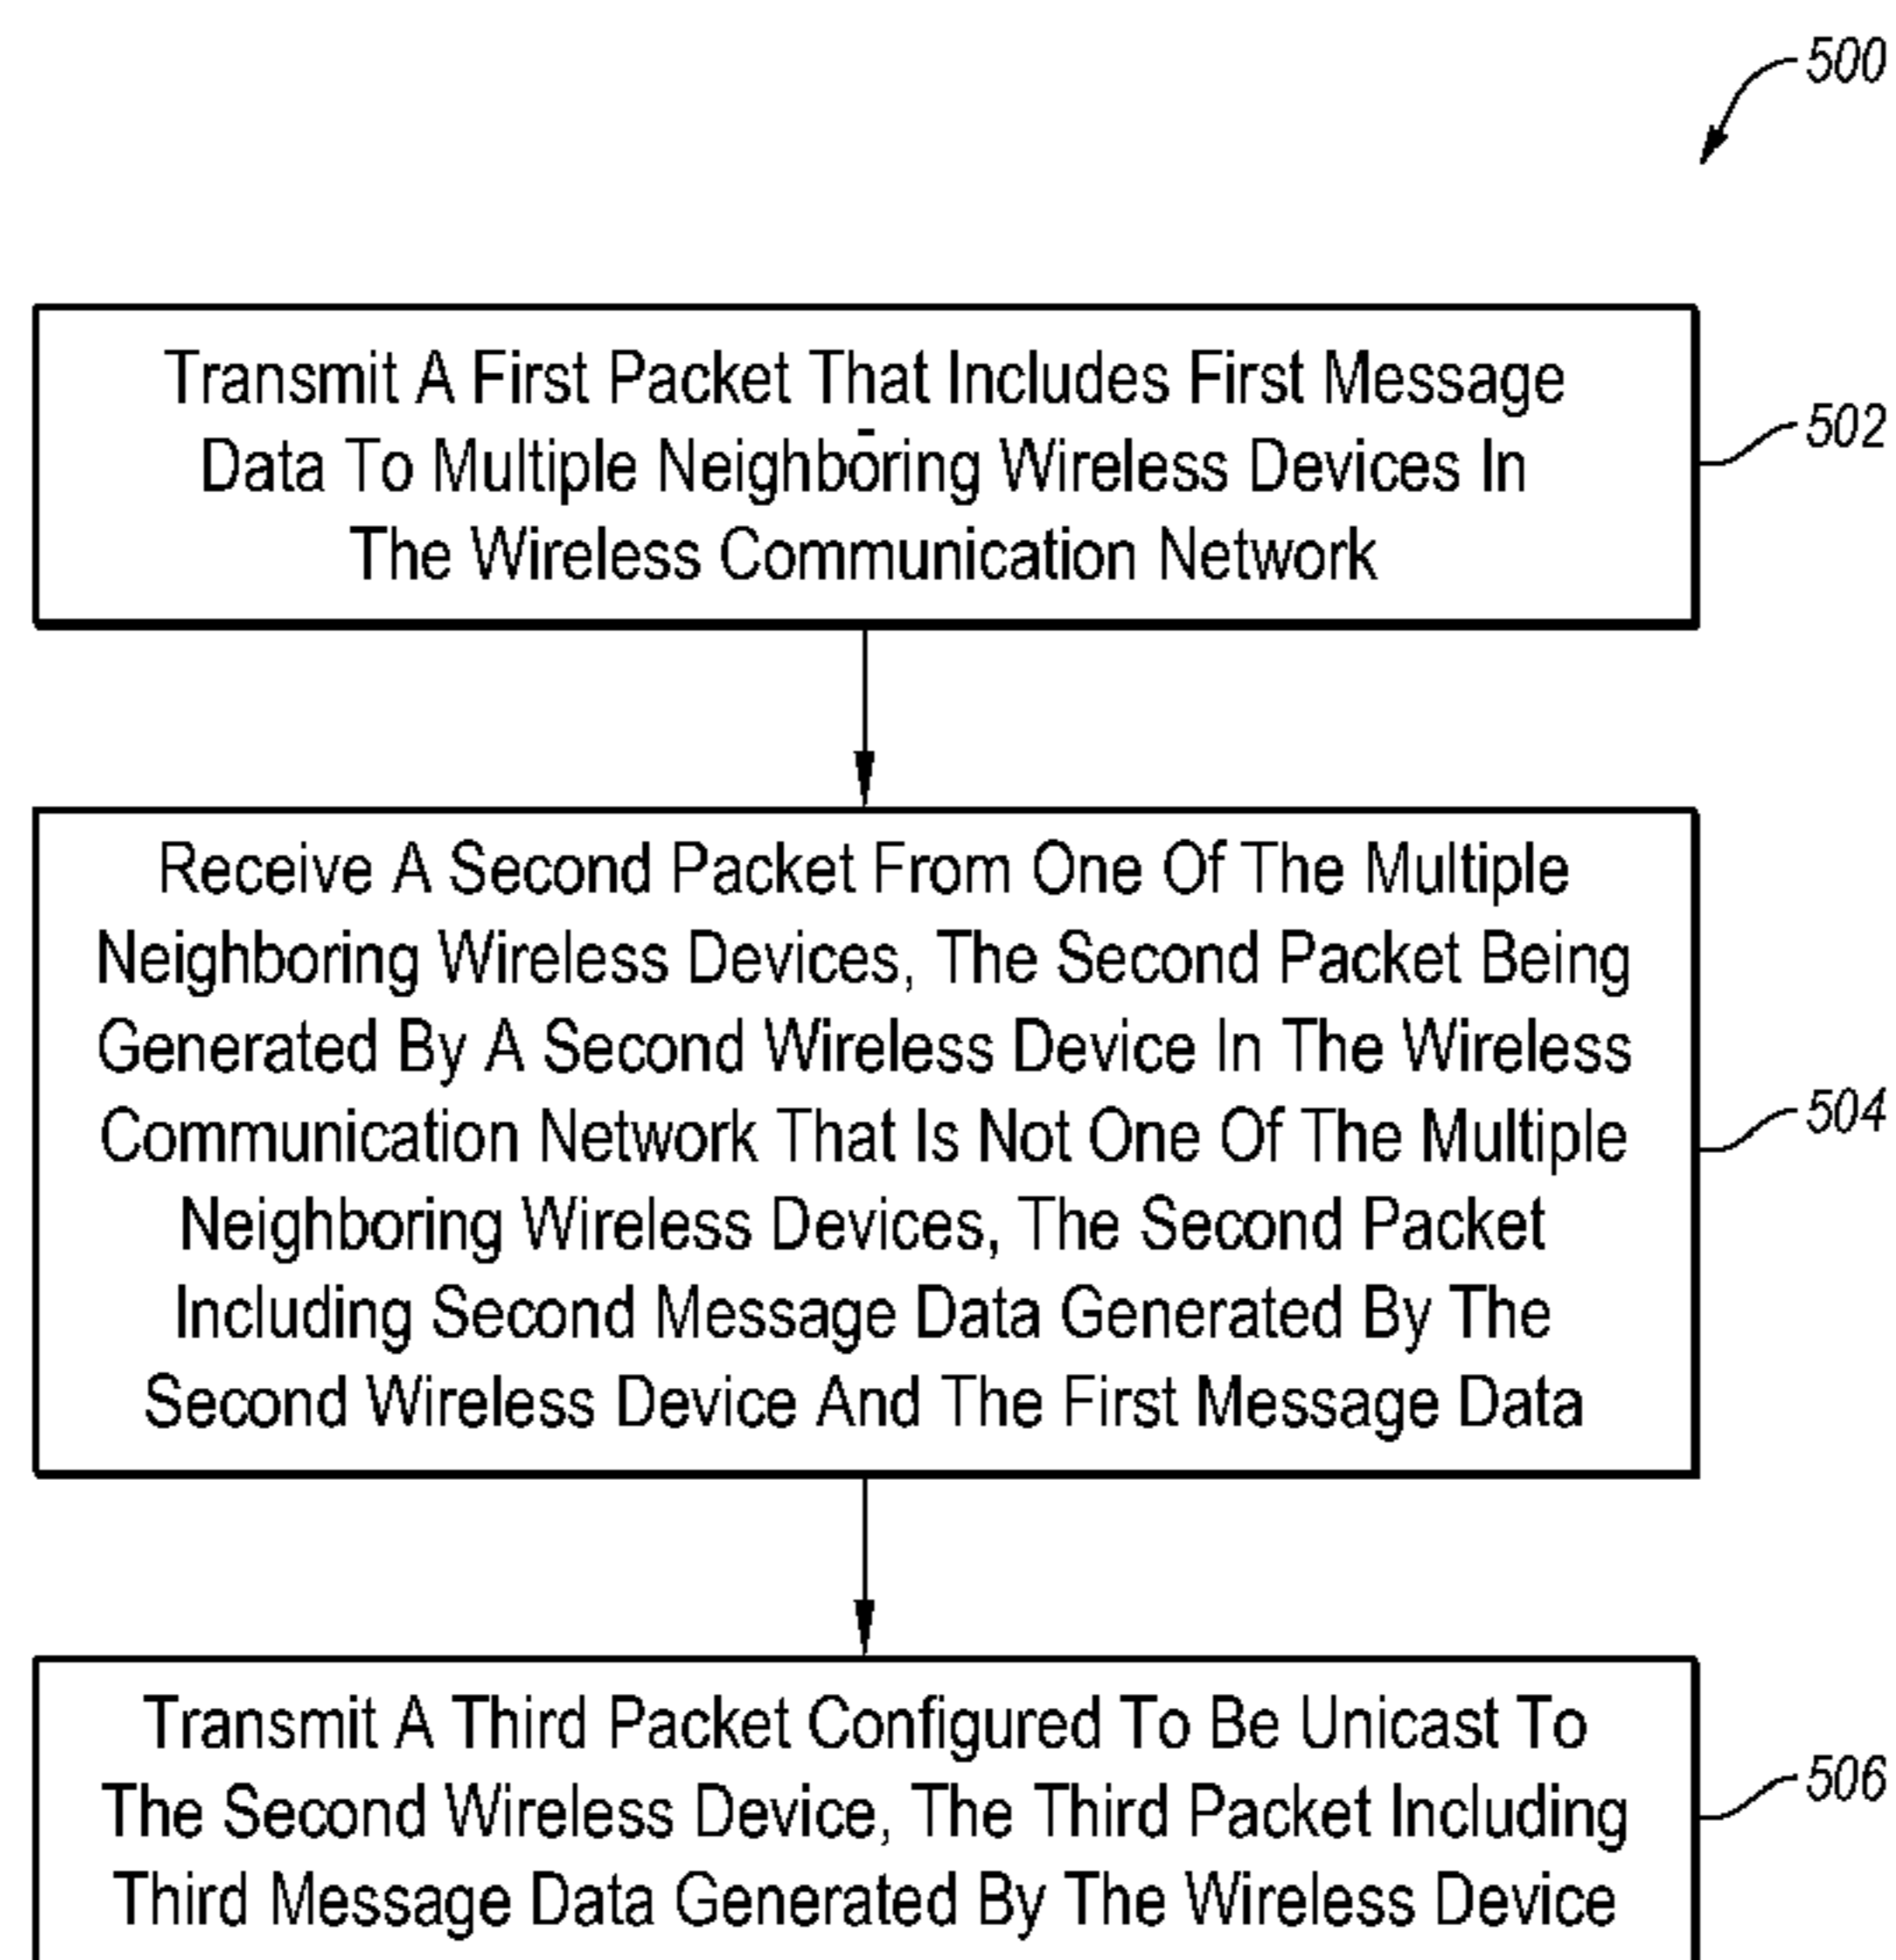 500
Transmit A First Packet That Includes First Message
Data To Multiple Neighboring Wireless Devices In
The Wireless Communication Network
502
Receive A Second Packet From One Of The Multiple
Neighboring Wireless Devices, The Second Packet Being
Generated By A Second Wireless Device In The Wireless
Communication Network That Is Not One Of The Multiple
Neighboring Wireless Devices, The Second Packet
Including Second Message Data Generated By The
Second Wireless Device And The First Message Data
504
Transmit A Third Packet Configured To Be Unicast To
The Second Wireless Device, The Third Packet Including
Third Message Data Generated By The Wireless Device
506